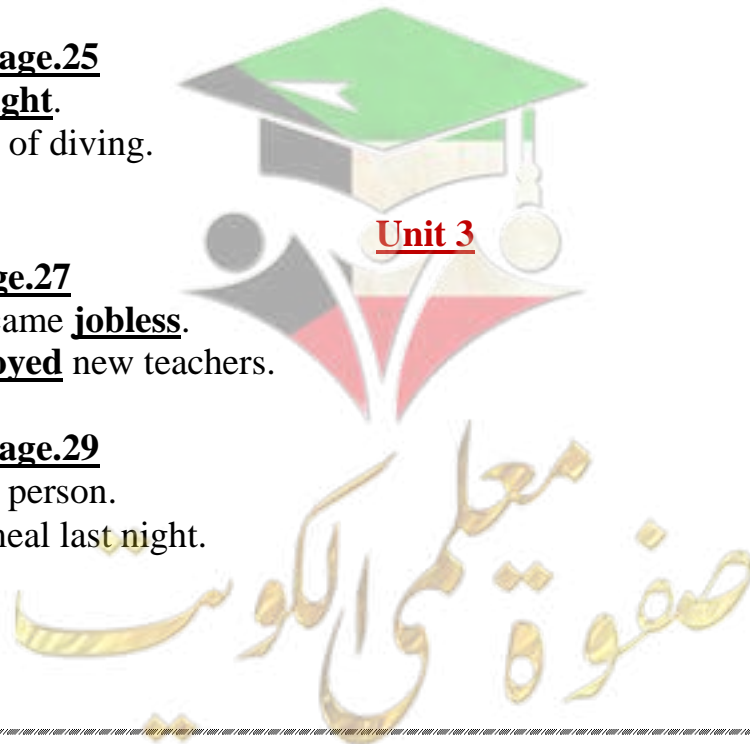 age.25
ght.
of diving.
Unit 3
ge.27
ame jobless.
oyed new teachers.
age.29
person.
neal last night.
صفوة معلمى الكويت